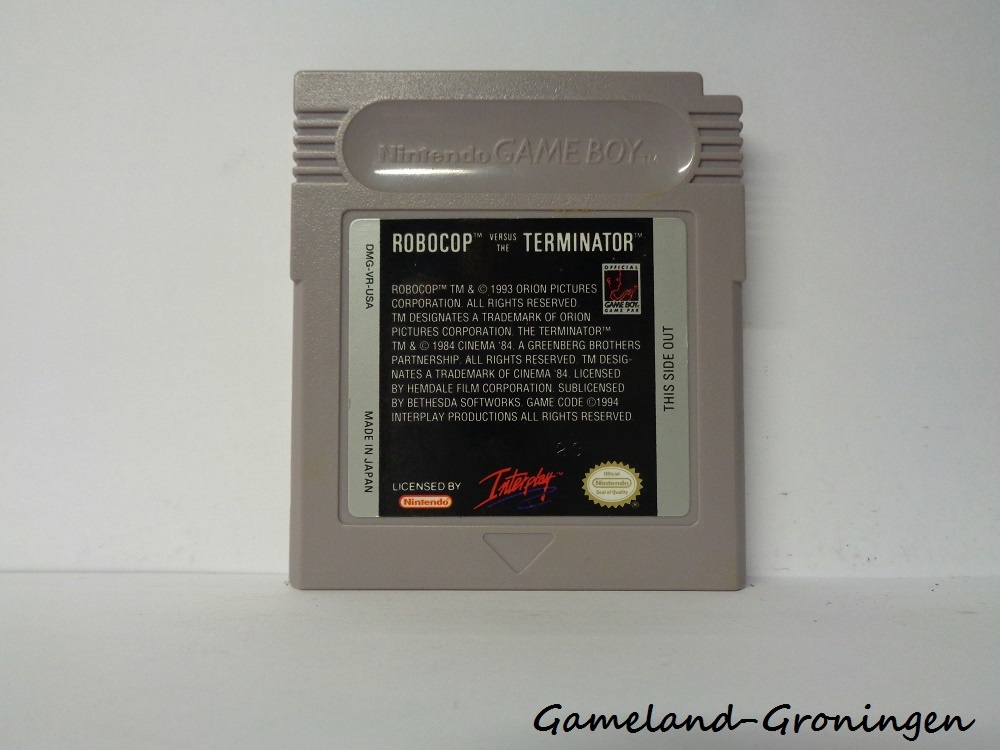 Nintendo GAME BOY™
ROBOCOP™ VERSUS THE TERMINATOR™
DMG-VR-USA
MADE IN JAPAN
OFFICIAL
GAME BOY
GAME PAK
ROBOCOP™ TM & © 1993 ORION PICTURES
CORPORATION. ALL RIGHTS RESERVED.
TM DESIGNATES A TRADEMARK OF ORION
PICTURES CORPORATION. THE TERMINATOR™
TM & © 1984 CINEMA '84. A GREENBERG BROTHERS
PARTNERSHIP. ALL RIGHTS RESERVED. TM DESIG-
NATES A TRADEMARK OF CINEMA '84. LICENSED
BY HEMDALE FILM CORPORATION. SUBLICENSED
BY BETHESDA SOFTWORKS. GAME CODE ©1994
INTERPLAY PRODUCTIONS ALL RIGHTS RESERVED.
THIS SIDE OUT
LICENSED BY
Nintendo
Interplay™
Official
Nintendo
Seal of Quality
®
Gameland-Groningen